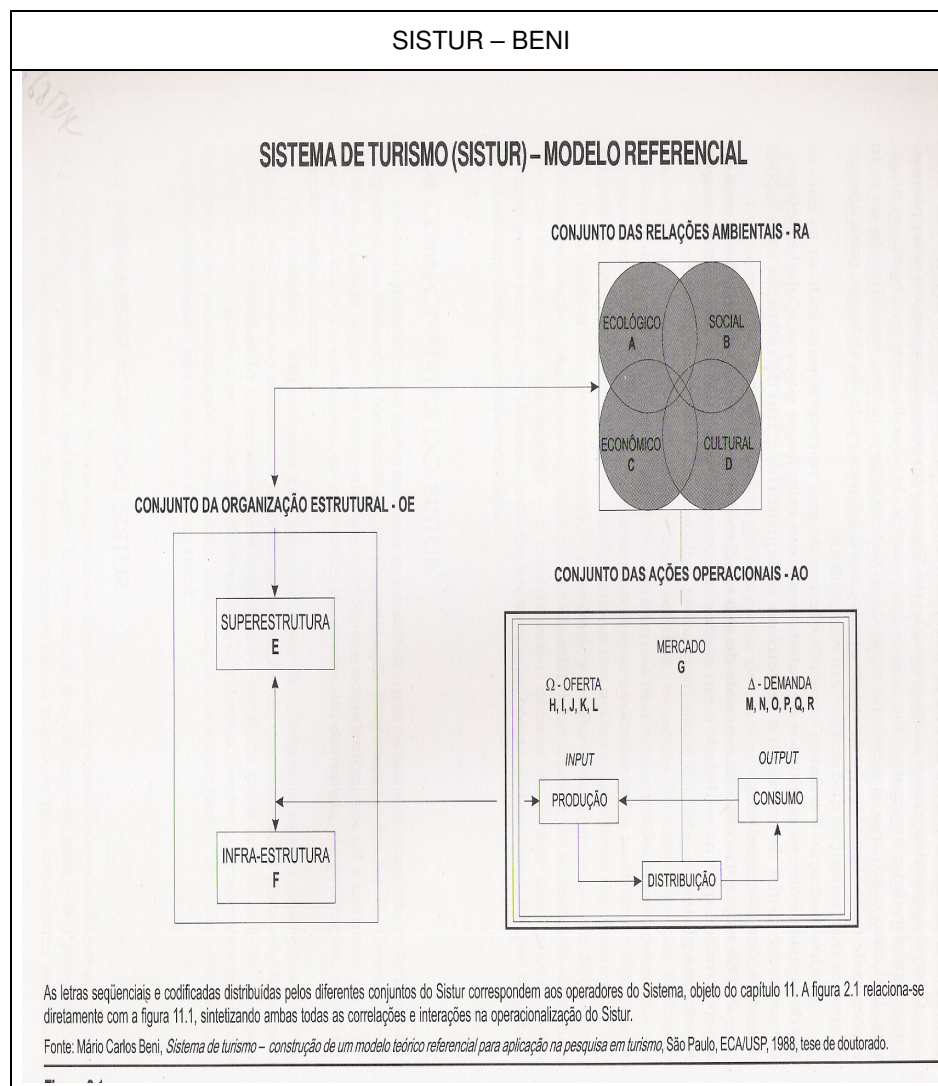 SISTUR – BENI
SISTEMA DE TURISMO (SISTUR) – MODELO REFERENCIAL
CONJUNTO DAS RELAÇÕES AMBIENTAIS - RA
ECOLÓGICO
A
SOCIAL
B
ECONÔMICO
C
CULTURAL
D
CONJUNTO DA ORGANIZAÇÃO ESTRUTURAL - OE
SUPERESTRUTURA
E
INFRA-ESTRUTURA
F
CONJUNTO DAS AÇÕES OPERACIONAIS - AO
MERCADO
G
Ω - OFERTA
H, I, J, K, L
Δ - DEMANDA
M, N, O, P, Q, R
INPUT
OUTPUT
PRODUÇÃO
CONSUMO
DISTRIBUIÇÃO
As letras seqüenciais e codificadas distribuídas pelos diferentes conjuntos do Sistur correspondem aos operadores do Sistema, objeto do capítulo 11. A figura 2.1 relaciona-se
diretamente com a figura 11.1, sintetizando ambas todas as correlações e interações na operacionalização do Sistur.
Fonte: Mário Carlos Beni, Sistema de turismo – construção de um modelo teórico referencial para aplicação na pesquisa em turismo, São Paulo, ECA/USP, 1988, tese de doutorado.